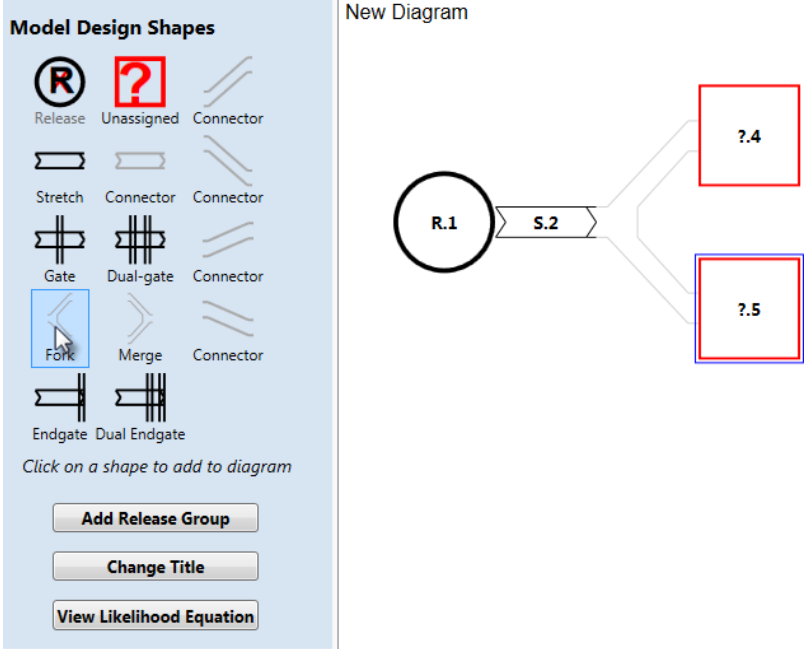 Model Design Shapes
R
?
Release
Unassigned
Connector
Stretch
Connector
Connector
Gate
Dual-gate
Connector
Fork
Merge
Connector
Endgate
Dual Endgate
Click on a shape to add to diagram
Add Release Group
Change Title
View Likelihood Equation
New Diagram
R.1
S.2
?.4
?.5